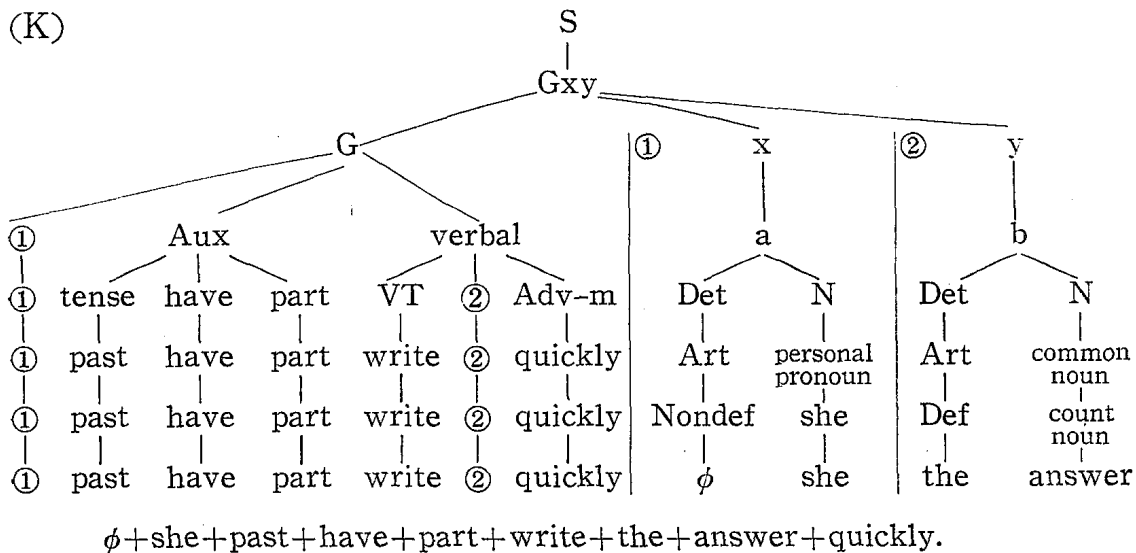 (K)
S
Gxy
G ① x ② y
① Aux verbal a b
① tense have part VT ② Adv-m Det N Det N
① past have part write ② quickly Art personal pronoun Art common noun
① past have part write ② quickly Nondef she Def count noun
① past have part write ② quickly ϕ she the answer
ϕ+she+past+have+part+write+the+answer+quickly.